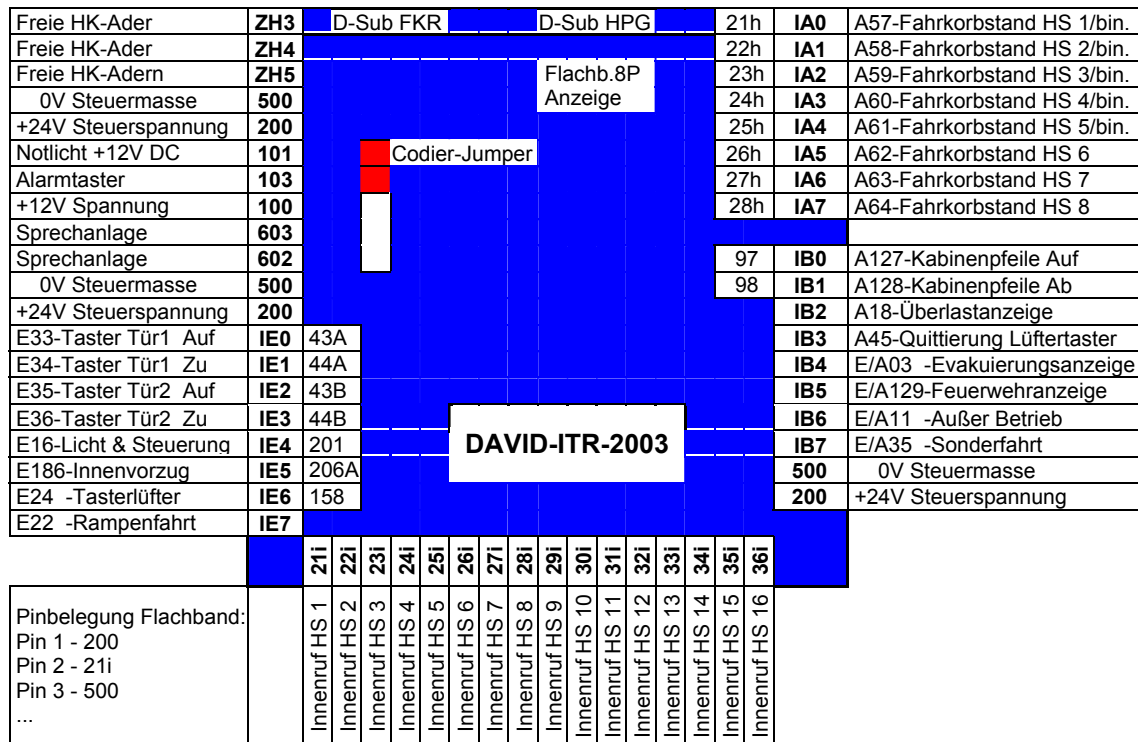 Freie HK-Ader ZH3 D-Sub FKR D-Sub HPG 21h IA0 A57-Fahrkorbstand HS 1/bin.
Freie HK-Ader ZH4 22h IA1 A58-Fahrkorbstand HS 2/bin.
Freie HK-Adern ZH5 Flachb.8P 23h IA2 A59-Fahrkorbstand HS 3/bin.
0V Steuermasse 500 Anzeige 24h IA3 A60-Fahrkorbstand HS 4/bin.
+24V Steuerspannung 200 25h IA4 A61-Fahrkorbstand HS 5/bin.
Notlicht +12V DC 101 Codier-Jumper 26h IA5 A62-Fahrkorbstand HS 6
Alarmtaster 103 27h IA6 A63-Fahrkorbstand HS 7
+12V Spannung 100 28h IA7 A64-Fahrkorbstand HS 8
Sprechanlage 603
Sprechanlage 602 97 IB0 A127-Kabinenpfeile Auf
0V Steuermasse 500 98 IB1 A128-Kabinenpfeile Ab
+24V Steuerspannung 200 IB2 A18-Überlastanzeige
E33-Taster Tür1 Auf IE0 43A IB3 A45-Quittierung Lüftertaster
E34-Taster Tür1 Zu IE1 44A IB4 E/A03 -Evakuierungsanzeige
E35-Taster Tür2 Auf IE2 43B IB5 E/A129-Feuerwehranzeige
E36-Taster Tür2 Zu IE3 44B IB6 E/A11 -Außer Betrieb
E16-Licht & Steuerung IE4 201 DAVID-ITR-2003 IB7 E/A35 -Sonderfahrt
E186-Innenvorzug IE5 206A 500 0V Steuermasse
E24 -Tasterlüfter IE6 158 200 +24V Steuerspannung
E22 -Rampenfahrt IE7
21i 22i 23i 24i 25i 26i 27i 28i 29i 30i 31i 32i 33i 34i 35i 36i
Pinbelegung Flachband:
Pin 1 - 200
Pin 2 - 21i
Pin 3 - 500
...
Innenruf HS 1
Innenruf HS 2
Innenruf HS 3
Innenruf HS 4
Innenruf HS 5
Innenruf HS 6
Innenruf HS 7
Innenruf HS 8
Innenruf HS 9
Innenruf HS 10
Innenruf HS 11
Innenruf HS 12
Innenruf HS 13
Innenruf HS 14
Innenruf HS 15
Innenruf HS 16